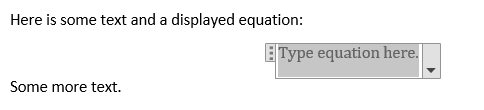 Here is some text and a displayed equation:
Type equation here.
Some more text.